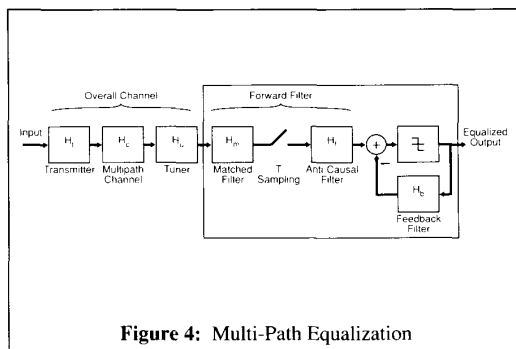 Overall Channel
Forward Filter
Input
H
H
H
H
H
Equalized
Output
Transmitter
Multipath
Channel
Tuner
Matched
Filter
T
Sampling
Anti Causal
Filter
+
−
H
Feedback
Filter
Figure 4: Multi-Path Equalization